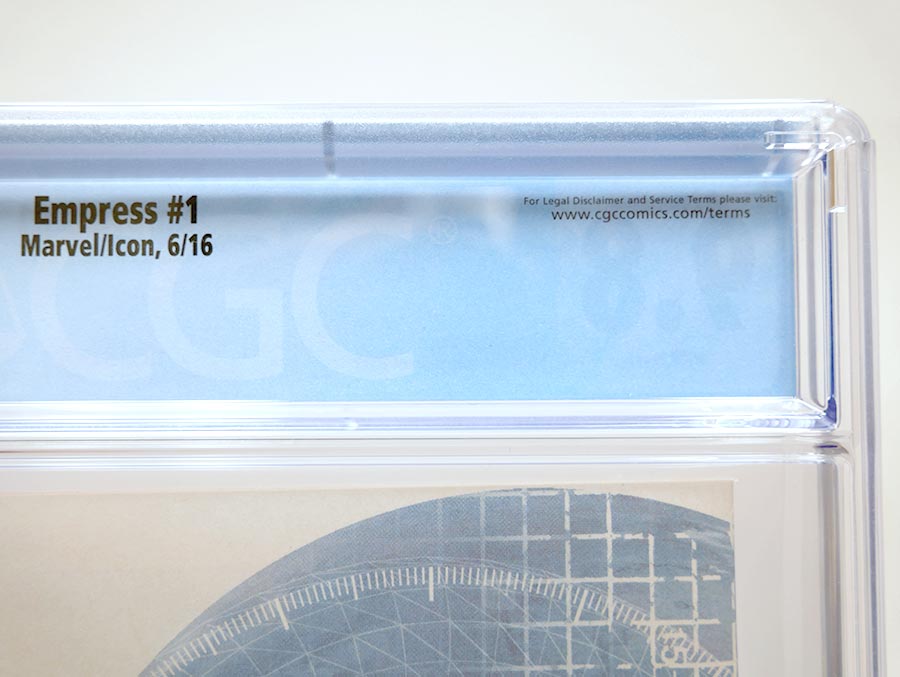 Empress #1
Marvel/Icon, 6/16
For Legal Disclaimer and Service Terms please visit:
www.cgccomics.com/terms
CGC®